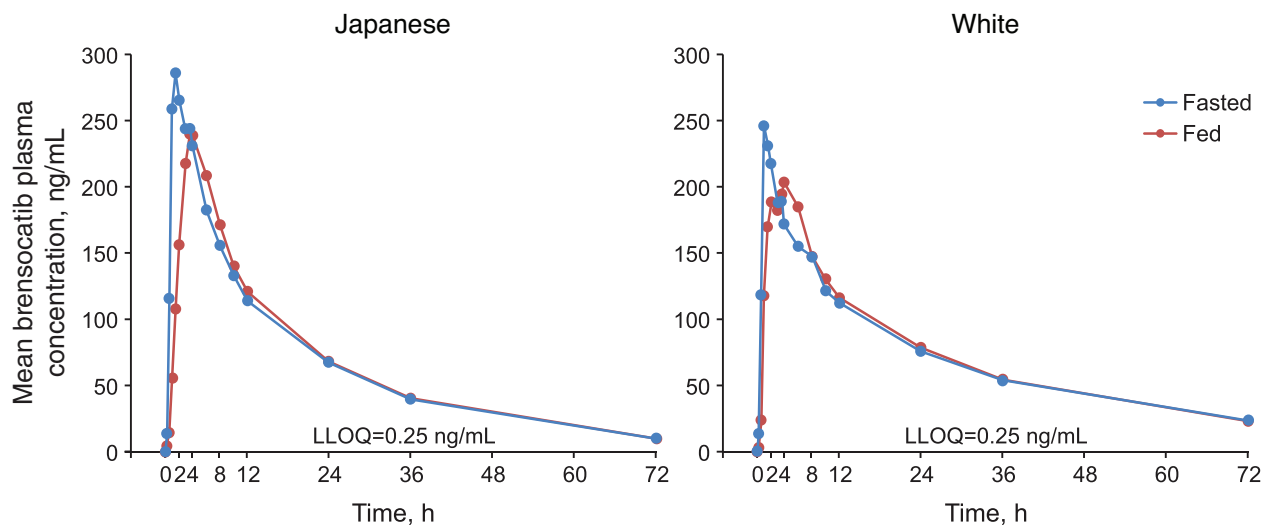 Japanese
White
Mean brensocatib plasma
concentration, ng/mL
300
250
200
150
100
50
0
0 2 4 8 12 24 36 48 60 72
LLOQ=0.25 ng/mL
Time, h
300
250
200
150
100
50
0
0 2 4 8 12 24 36 48 60 72
LLOQ=0.25 ng/mL
Time, h
Fasted
Fed